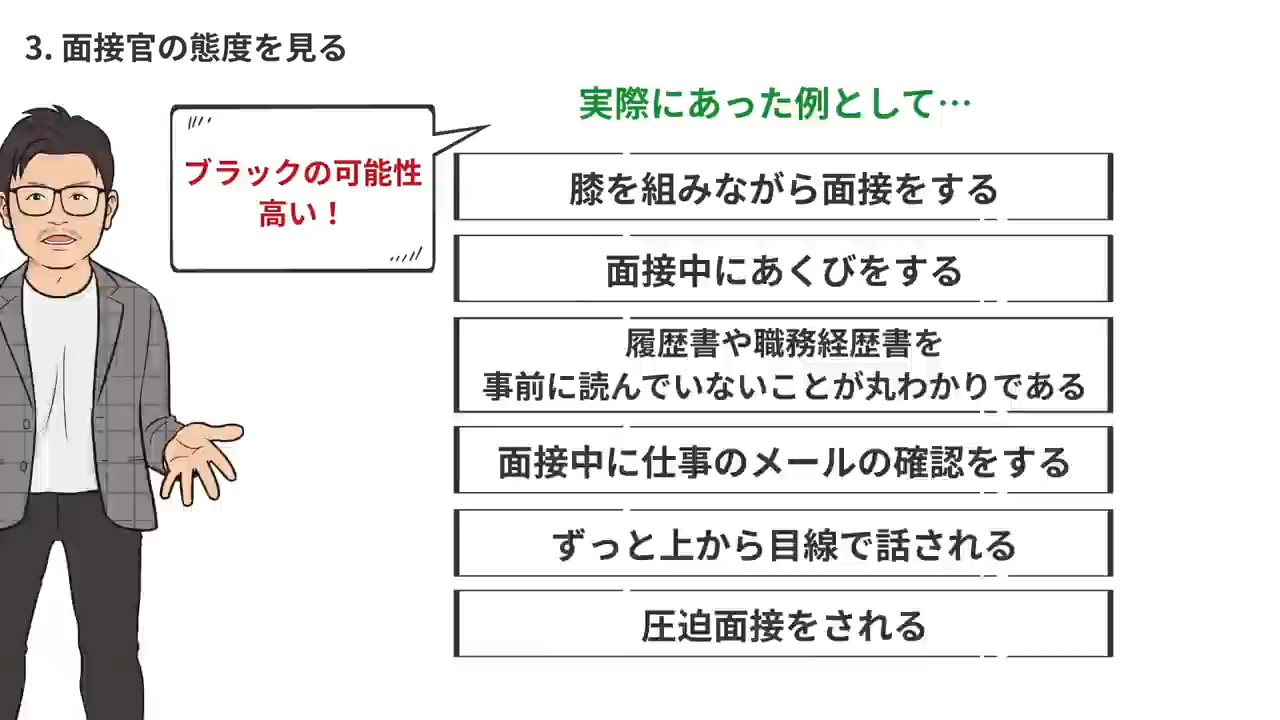 3. 面接官の態度を見る
ブラックの可能性
高い！
実際にあった例として…
膝を組みながら面接をする
面接中にあくびをする
履歴書や職務経歴書を
事前に読んでいないことが丸わかりである
面接中に仕事のメールの確認をする
ずっと上から目線で話される
圧迫面接をされる